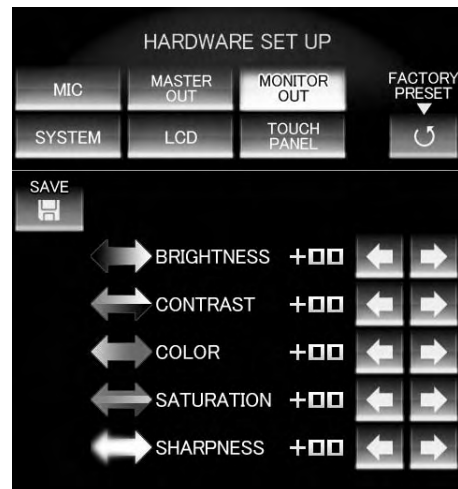 HARDWARE SET UP
MIC
MASTER
OUT
MONITOR
OUT
FACTORY
PRESET
SYSTEM
LCD
TOUCH
PANEL
SAVE
BRIGHTNESS +00
CONTRAST +00
COLOR +00
SATURATION +00
SHARPNESS +00